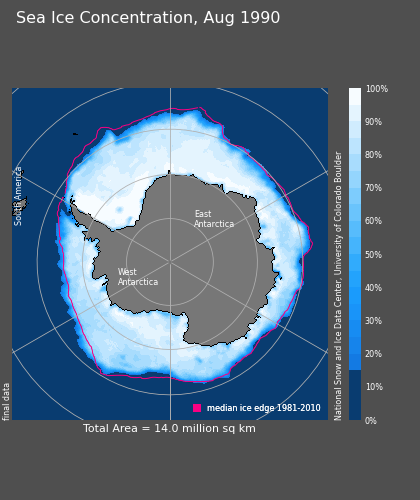 Sea Ice Concentration, Aug 1990
South America
East
Antarctica
West
Antarctica
median ice edge 1981-2010
final data
Total Area = 14.0 million sq km
National Snow and Ice Data Center, University of Colorado Boulder
100%
90%
80%
70%
60%
50%
40%
30%
20%
10%
0%